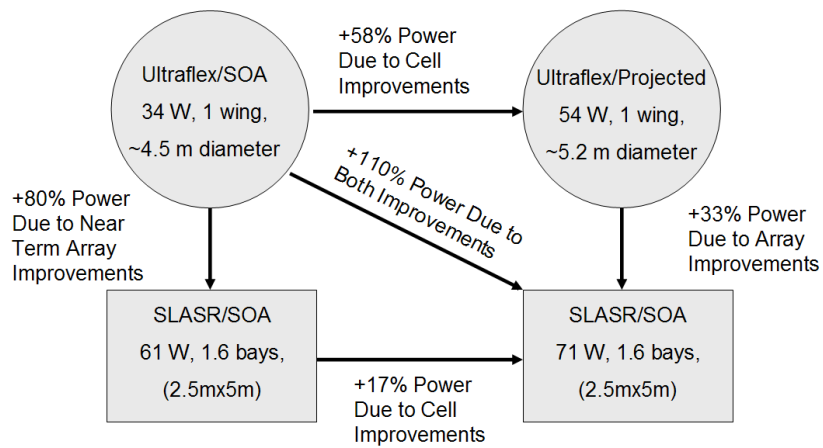 +58% Power
Due to Cell
Improvements
Ultraflex/SOA
34 W, 1 wing,
~4.5 m diameter
Ultraflex/Projected
54 W, 1 wing,
~5.2 m diameter
+110% Power Due to
Both Improvements
+80% Power
Due to Near
Term Array
Improvements
+33% Power
Due to Array
Improvements
SLASR/SOA
61 W, 1.6 bays,
(2.5mx5m)
SLASR/SOA
71 W, 1.6 bays,
(2.5mx5m)
+17% Power
Due to Cell
Improvements